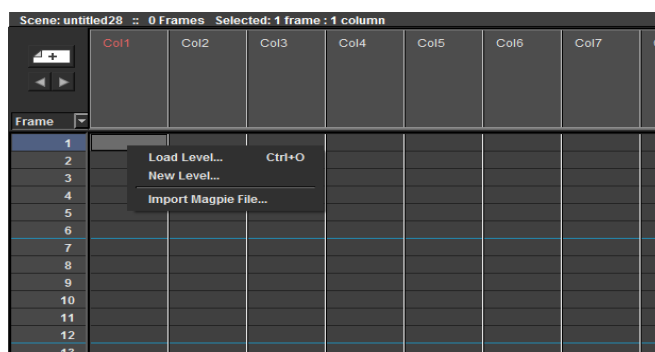 Scene: untitled28 :: 0 Frames Selected: 1 frame : 1 column
Col1 Col2 Col3 Col4 Col5 Col6 Col7
Frame
1
2
Load Level... Ctrl+O
3
New Level...
4
Import Magpie File...
5
6
7
8
9
10
11
12
13